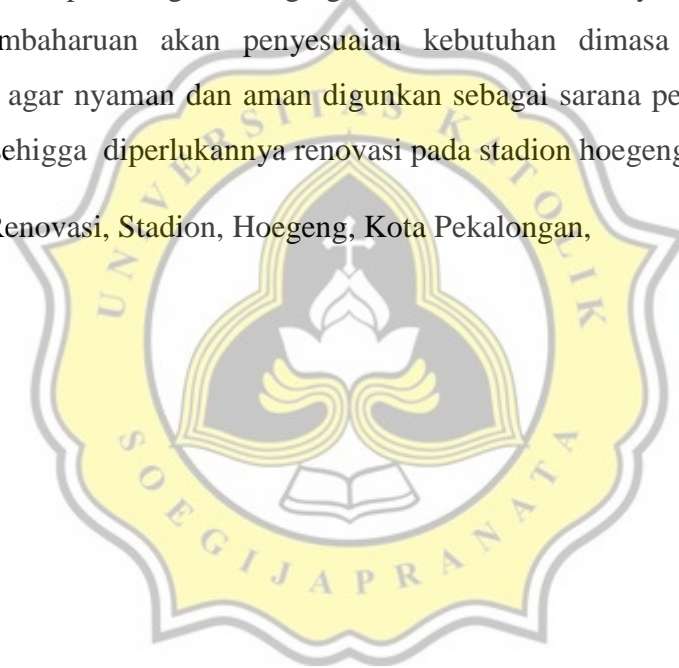 mbaharuan akan penyesuaian kebutuhan dimasa
agar nyaman dan aman digunkan sebagai sarana pe
sehigga diperlukannya renovasi pada stadion hoegeng
Renovasi, Stadion, Hoegeng, Kota Pekalongan,
UNIVERSITAS KATOLIK
SOEGIJAPRANATA